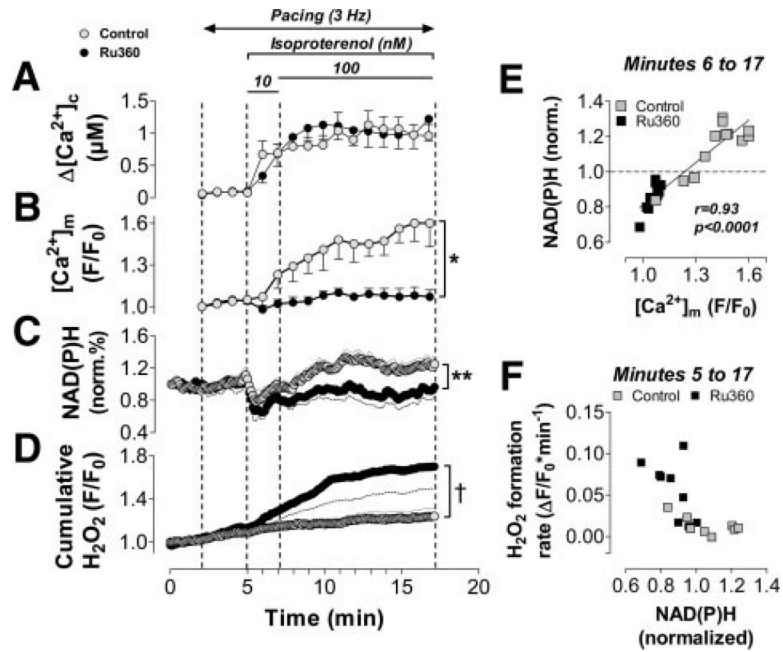 Pacing (3 Hz)
Control
Ru360
Isoproterenol (nM)
10
100
A
Δ[Ca²⁺]c
(μM)
1.5
1
0.5
0
B
[Ca²⁺]m
(F/F₀)
1.6
1.3
1.0
*
C
NAD(P)H
(norm.%)
1.6
1.2
0.8
0.4
**
D
Cumulative
H₂O₂ (F/F₀)
1.8
1.4
1.0
†
0
5
10
15
20
Time (min)
E
Minutes 6 to 17
Control
Ru360
NAD(P)H (norm.)
1.4
1.2
1.0
0.8
0.6
r=0.93
p<0.0001
1.0
1.2
1.4
1.6
[Ca²⁺]m (F/F₀)
F
Minutes 5 to 17
Control
Ru360
H₂O₂ formation
rate (ΔF/F₀*min⁻¹)
0.15
0.10
0.05
0.00
0.6
0.8
1.0
1.2
1.4
NAD(P)H
(normalized)